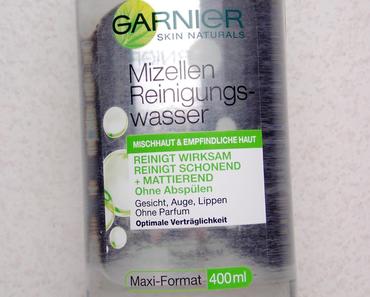 GARNIER
SKIN NATURALS
Mizellen
Reinigungs-
wasser
MISCHHAUT & EMPFINDLICHE HAUT
REINIGT WIRKSAM
REINIGT SCHONEND
+ MATTIEREND
Ohne Abspülen
Gesicht, Auge, Lippen
Ohne Parfum
Optimale Verträglichkeit
Maxi-Format 400ml